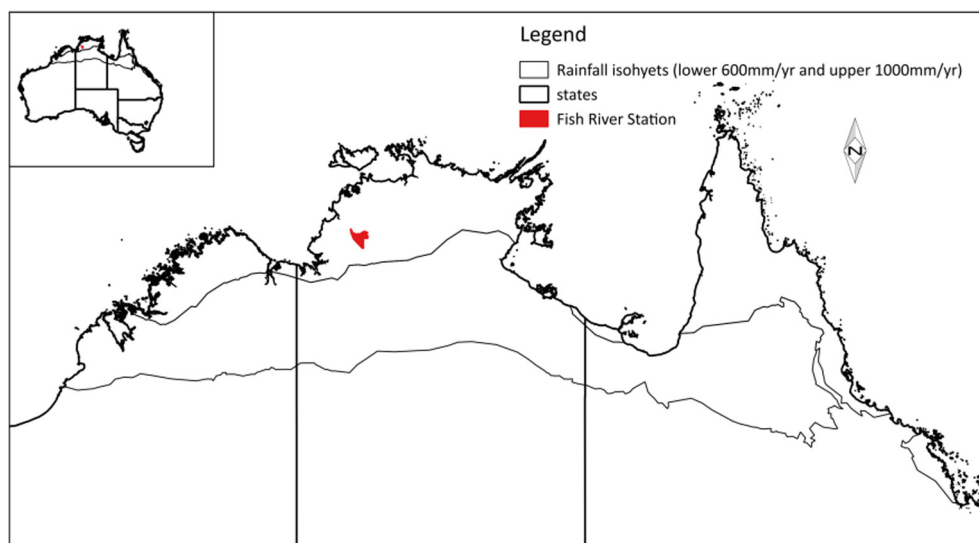 Legend
Rainfall isohyets (lower 600mm/yr and upper 1000mm/yr)
states
Fish River Station
N